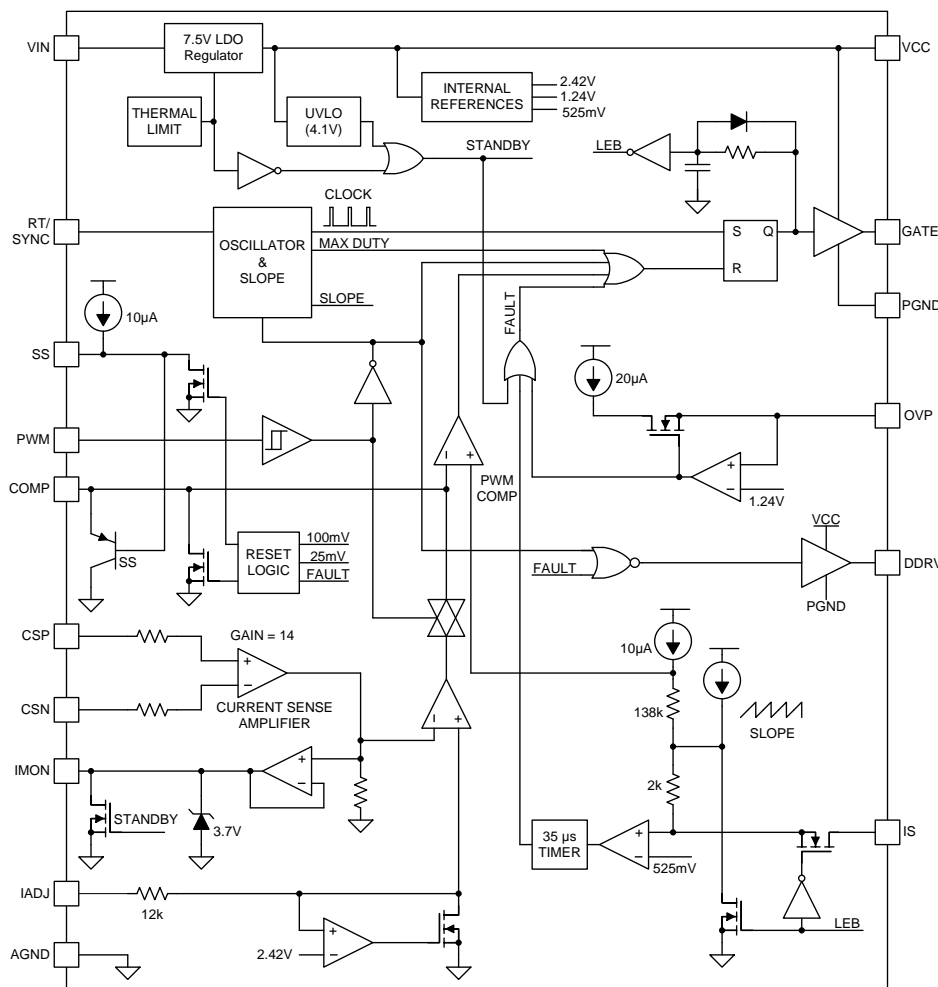 VIN
7.5V LDO
Regulator
VCC
THERMAL
LIMIT
UVLO
(4.1V)
INTERNAL
REFERENCES
2.42V
1.24V
525mV
STANDBY
LEB
RT/
SYNC
OSCILLATOR
&
SLOPE
CLOCK
MAX DUTY
SLOPE
S
Q
R
GATE
PGND
10µA
SS
FAULT
20µA
OVP
PWM
COMP
–
+
PWM
COMP
+
–
1.24V
SS
RESET
LOGIC
100mV
25mV
FAULT
FAULT
VCC
PGND
DDRV
CSP
GAIN = 14
+
–
CSN
CURRENT SENSE
AMPLIFIER
–
+
10µA
138k
SLOPE
2k
IMON
+
–
STANDBY
3.7V
35 µs
TIMER
+
–
525mV
IS
IADJ
12k
+
–
2.42V
LEB
AGND